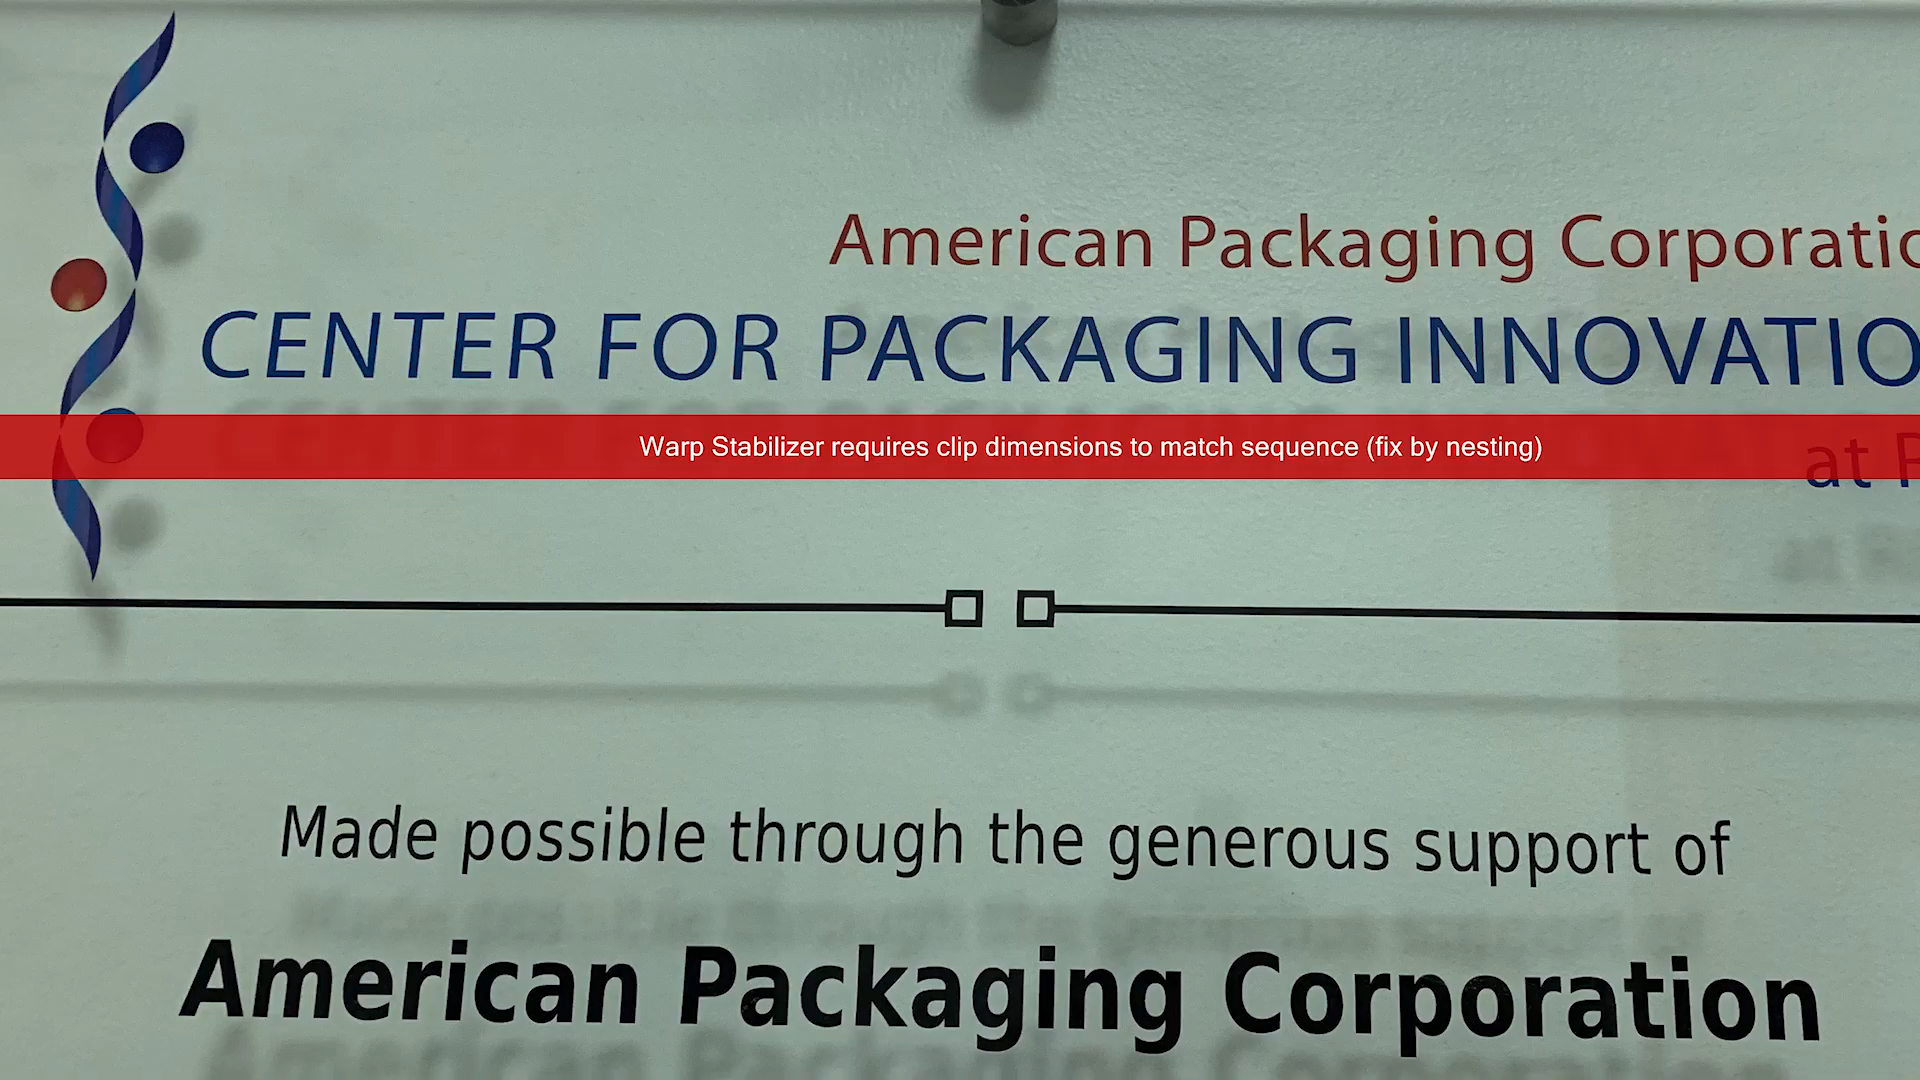 American Packaging Corporatio
CENTER FOR PACKAGING INNOVATIO
Warp Stabilizer requires clip dimensions to match sequence (fix by nesting)
at R
Made possible through the generous support of
American Packaging Corporation